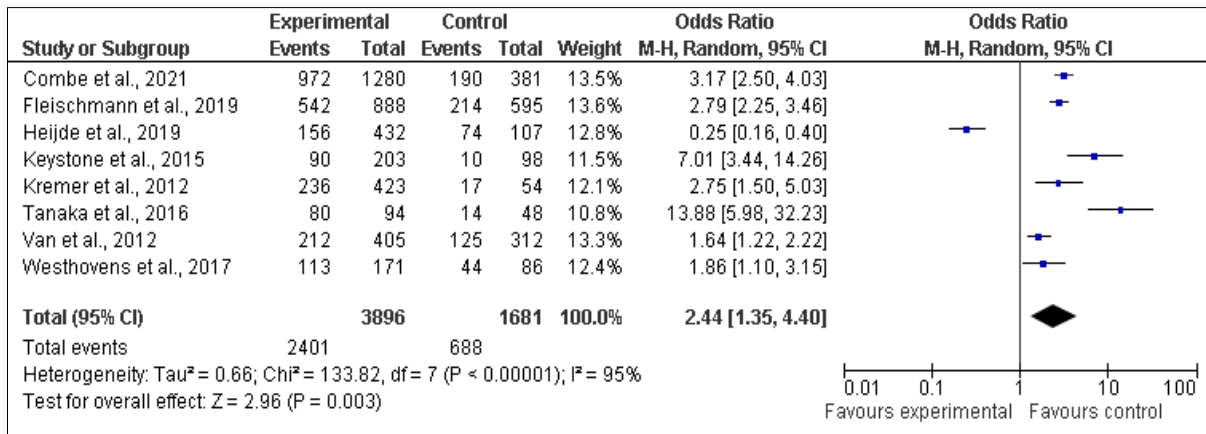 Experimental Control Odds Ratio Odds Ratio
Study or Subgroup Events Total Events Total Weight M-H, Random, 95% CI M-H, Random, 95% CI
Combe et al., 2021 972 1280 190 381 13.5% 3.17 [2.50, 4.03]
Fleischmann et al., 2019 542 888 214 595 13.6% 2.79 [2.25, 3.46]
Heijde et al., 2019 156 432 74 107 12.8% 0.25 [0.16, 0.40]
Keystone et al., 2015 90 203 10 98 11.5% 7.01 [3.44, 14.26]
Kremer et al., 2012 236 423 17 54 12.1% 2.75 [1.50, 5.03]
Tanaka et al., 2016 80 94 14 48 10.8% 13.88 [5.98, 32.23]
Van et al., 2012 212 405 125 312 13.3% 1.64 [1.22, 2.22]
Westhovens et al., 2017 113 171 44 86 12.4% 1.86 [1.10, 3.15]
Total (95% CI) 3896 1681 100.0% 2.44 [1.35, 4.40]
Total events 2401 688
Heterogeneity: Tau² = 0.66; Chi² = 133.82, df = 7 (P < 0.00001); I² = 95%
Test for overall effect: Z = 2.96 (P = 0.003)
0.01 0.1 1 10 100
Favours experimental Favours control